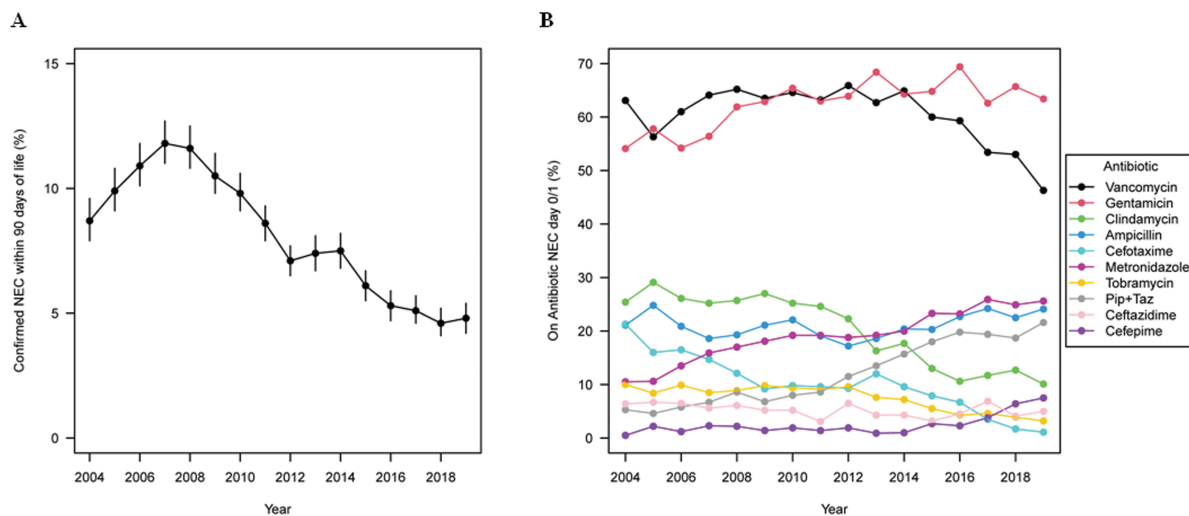 A
B
Confirmed NEC within 90 days of life (%)
15
10
5
0
2004 2006 2008 2010 2012 2014 2016 2018
Year
On Antibiotic NEC day 0/1 (%)
70
60
50
40
30
20
10
0
2004 2006 2008 2010 2012 2014 2016 2018
Year
Antibiotic
Vancomycin
Gentamicin
Clindamycin
Ampicillin
Cefotaxime
Metronidazole
Tobramycin
Pip+Taz
Ceftazidime
Cefepime